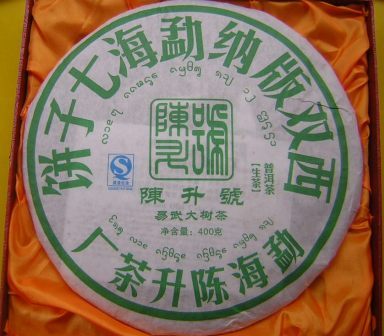 西双版纳勐海七子饼
陳升號
陳升號
易武大樹茶
净含量:400克
普洱茶
【生茶】
勐海陈升茶厂